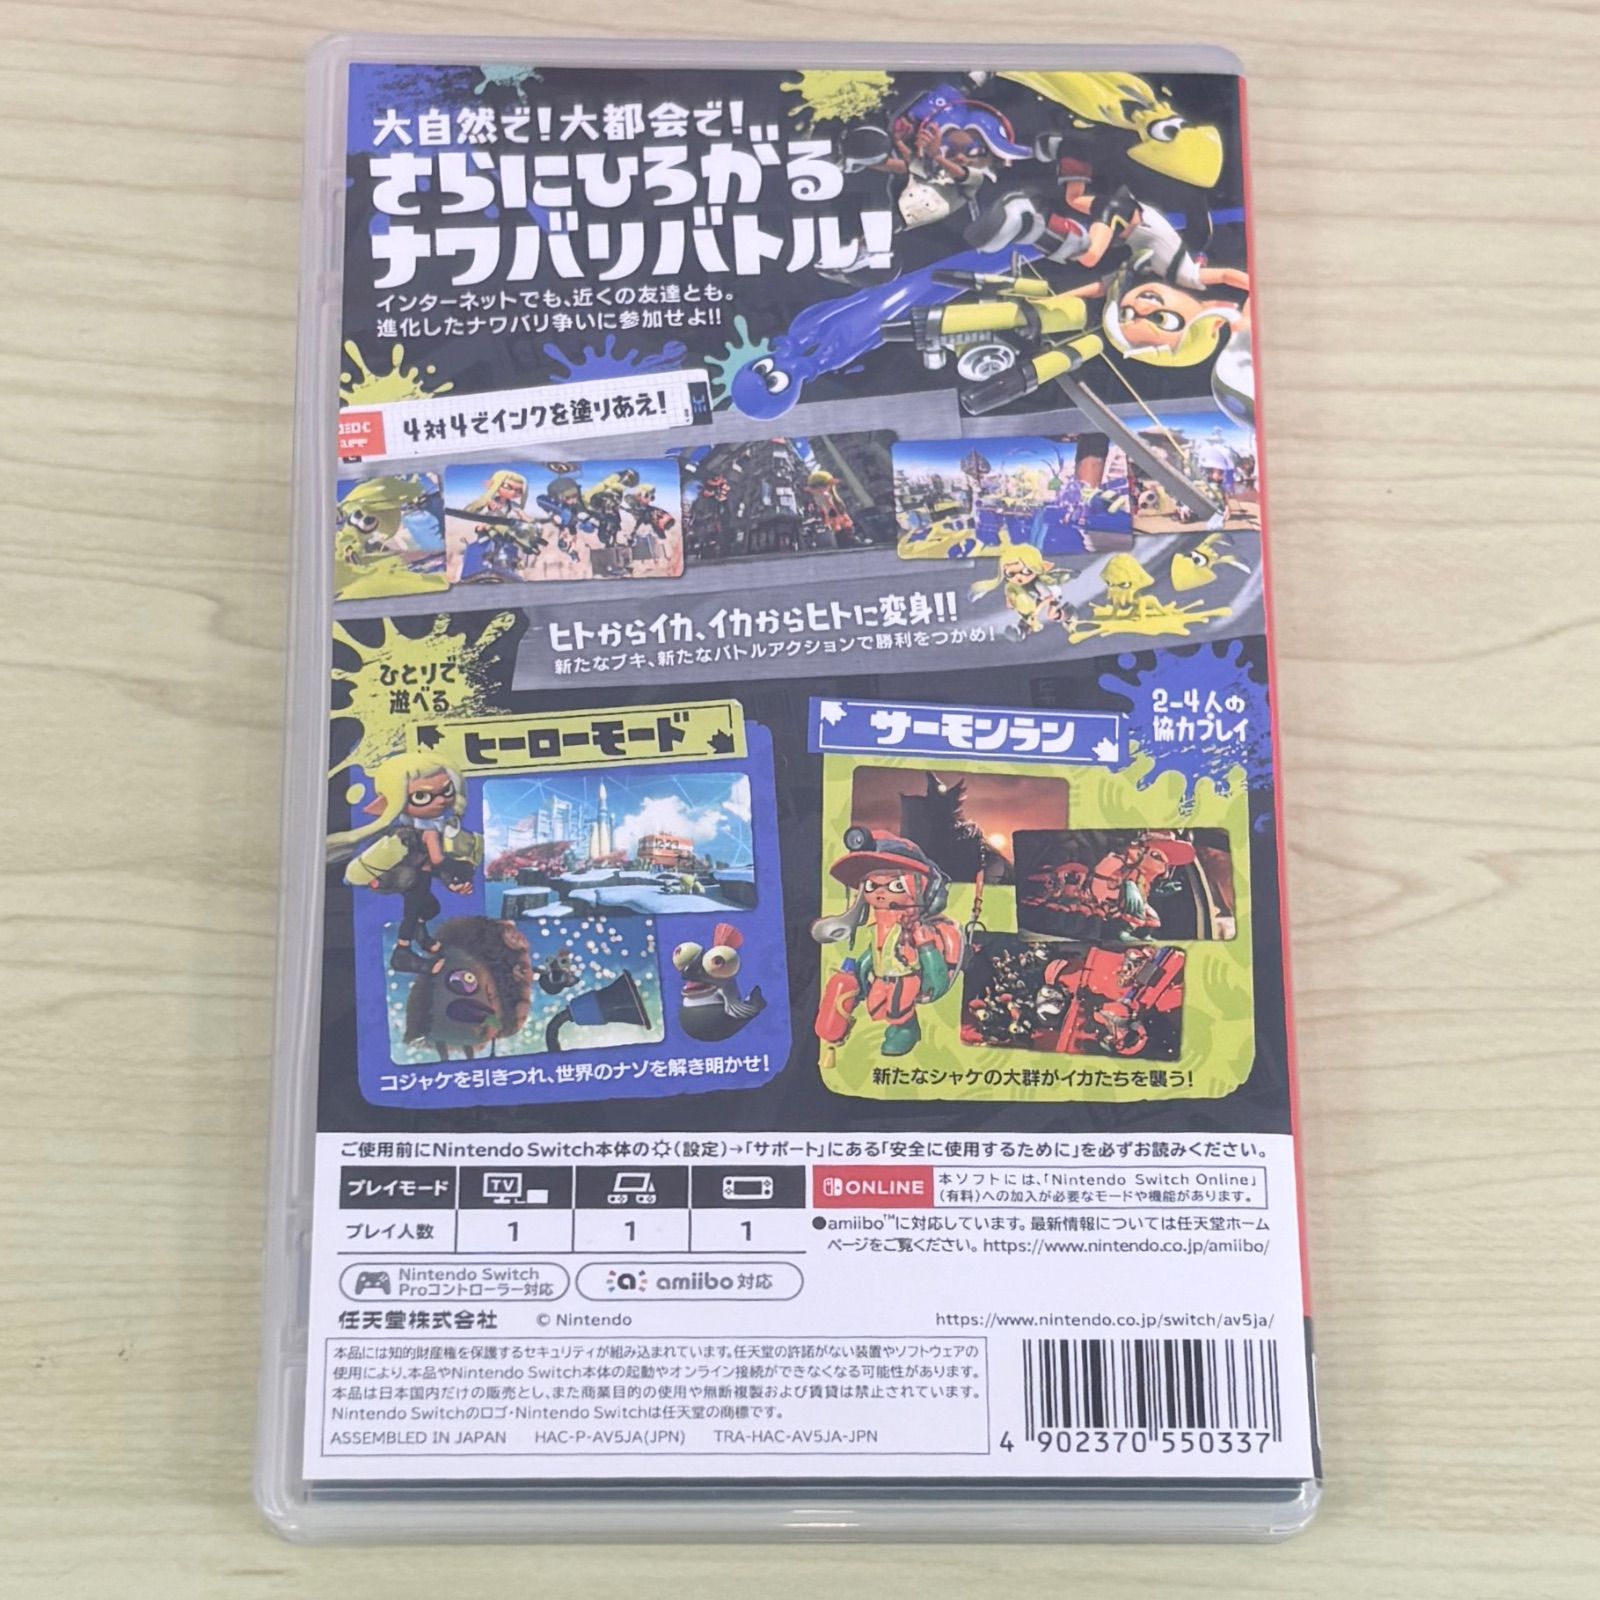 大自然で!大都会で!
さらにひろがる
ナワバリバトル!
インターネットでも、近くの友達とも。
進化したナワバリ争いに参加せよ!!
4対4でインクを塗りあえ!
ヒトからイカ、イカからヒトに変身!!
新たなブキ、新たなバトルアクションで勝利をつかめ!
ひとりで
遊べる
ヒーローモード
コジャケを引きつれ、世界のナゾを解き明かせ!
2-4人の
協力プレイ
サーモンラン
新たなシャケの大群がイカたちを襲う!
ご使用前にNintendo Switch本体の(設定)→「サポート」にある「安全に使用するために」を必ずお読みください。
プレイモード TV
プレイ人数 1 1 1
ONLINE
本ソフトには、「Nintendo Switch Online」
(有料)への加入が必要なモードや機能があります。
●amiibo™に対応しています。最新情報については任天堂ホーム
ページをご覧ください。https://www.nintendo.co.jp/amiibo/
Nintendo Switch
Proコントローラー対応
amiibo 対応
任天堂株式会社 © Nintendo
https://www.nintendo.co.jp/switch/av5ja/
本品には知的財産権を保護するセキュリティが組み込まれています。任天堂の許諾がない装置やソフトウェアの
使用により、本品やNintendo Switch本体の起動やオンライン接続ができなくなる可能性があります。
本品は日本国内だけの販売とし、また商業目的の使用や無断複製および賃貸は禁止されています。
Nintendo Switchのロゴ・Nintendo Switchは任天堂の商標です。
ASSEMBLED IN JAPAN HAC-P-AV5JA(JPN) TRA-HAC-AV5JA-JPN
4 902370 550337